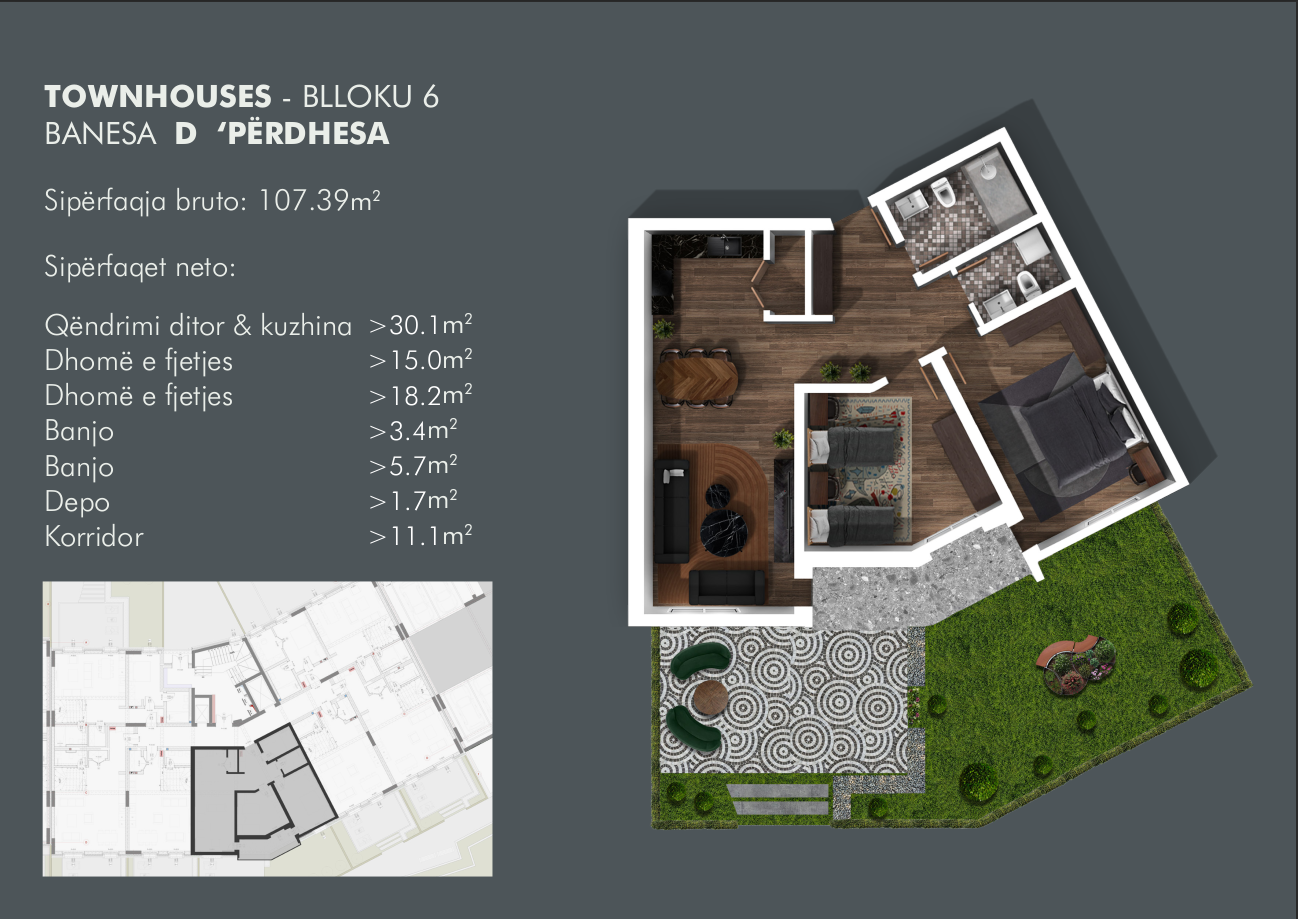 TOWNHOUSES - BLLOKU 6
BANESA D ‘PËRDHESA
Sipërfaqja bruto: 107.39m²
Sipërfaqet neto:
Qëndrimi ditor & kuzhina >30.1m²
Dhomë e fjetjes >15.0m²
Dhomë e fjetjes >18.2m²
Banjo >3.4m²
Banjo >5.7m²
Depo >1.7m²
Korridor >11.1m²